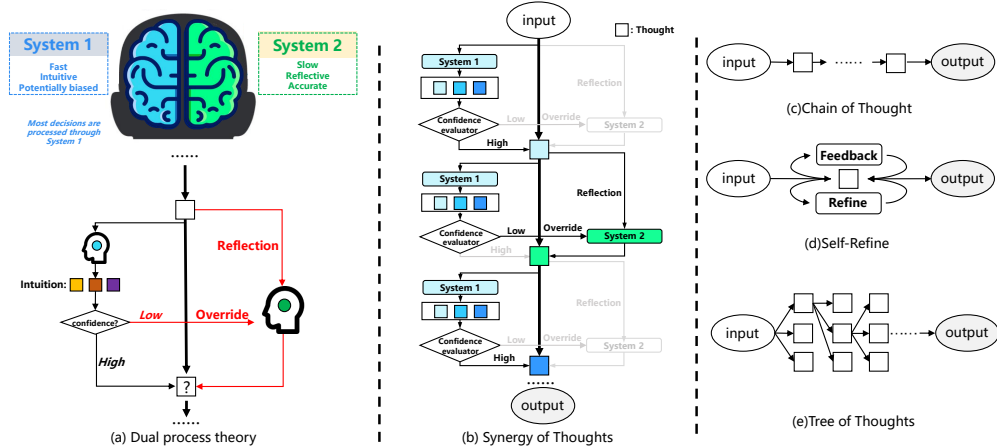 System 1
Fast
Intuitive
Potentially biased
System 2
Slow
Reflective
Accurate
Most decisions are
processed through
System 1
......
Reflection
Intuition:
confidence?
Low
Override
High
?
......
(a) Dual process theory
input
: Thought
System 1
Reflection
Confidence
evaluator
Low
Override
System 2
High
System 1
Reflection
Confidence
evaluator
Low
Override
System 2
High
System 1
Reflection
Confidence
evaluator
Low
Override
System 2
High
......
output
(b) Synergy of Thoughts
input
......
output
(c)Chain of Thought
Feedback
input
output
Refine
(d)Self-Refine
input
......
output
(e)Tree of Thoughts